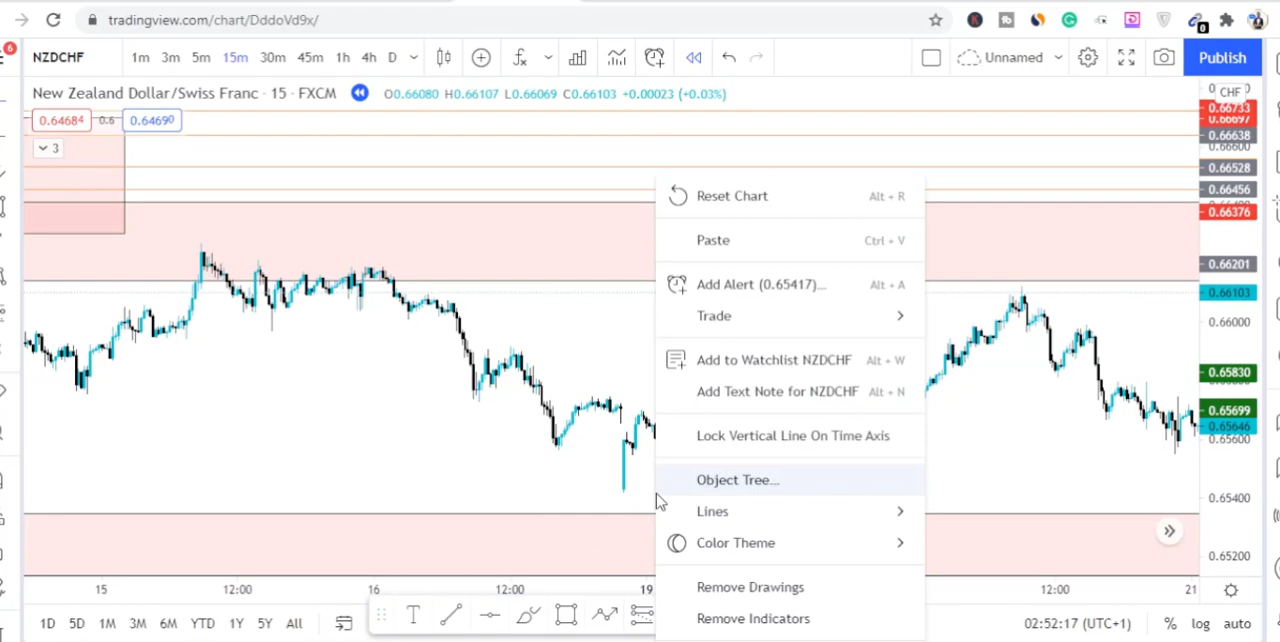 tradingview.com/chart/DddoVd9x/
0
6
NZDCHF
1m 3m 5m 15m 30m 45m 1h 4h D
Unnamed
Publish
New Zealand Dollar/Swiss Franc · 15 · FXCM
O0.66080 H0.66107 L0.66069 C0.66103 +0.00023 (+0.03%)
CHF
0.64684 0.6 0.64690
3
0.66733
0.66697
0.66638
0.66600
0.66528
0.66456
0.66376
0.66201
0.66103
0.66000
0.65830
0.65699
0.65646
0.65600
0.65400
0.65200
Reset Chart Alt + R
Paste Ctrl + V
Add Alert (0.65417)... Alt + A
Trade
Add to Watchlist NZDCHF Alt + W
Add Text Note for NZDCHF Alt + N
Lock Vertical Line On Time Axis
Object Tree...
Lines
Color Theme
Remove Drawings
Remove Indicators
15 12:00 16 12:00 19 12:00 21
1D 5D 1M 3M 6M YTD 1Y 5Y All
T
02:52:17 (UTC+1) % log auto